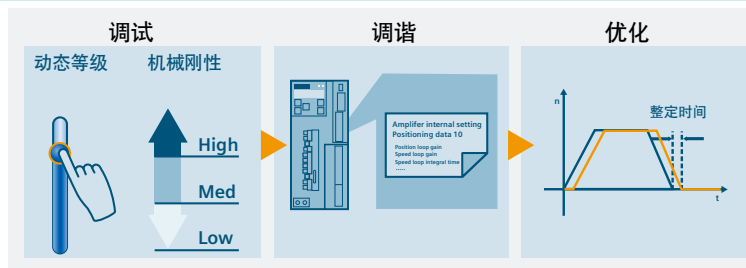 调试
动态等级
机械刚性
High
Med
Low
调谐
Amplifer internal setting
Positioning data 10
Position loop gain
Speed loop gain
Speed loop integral time
.....
优化
n
整定时间
t